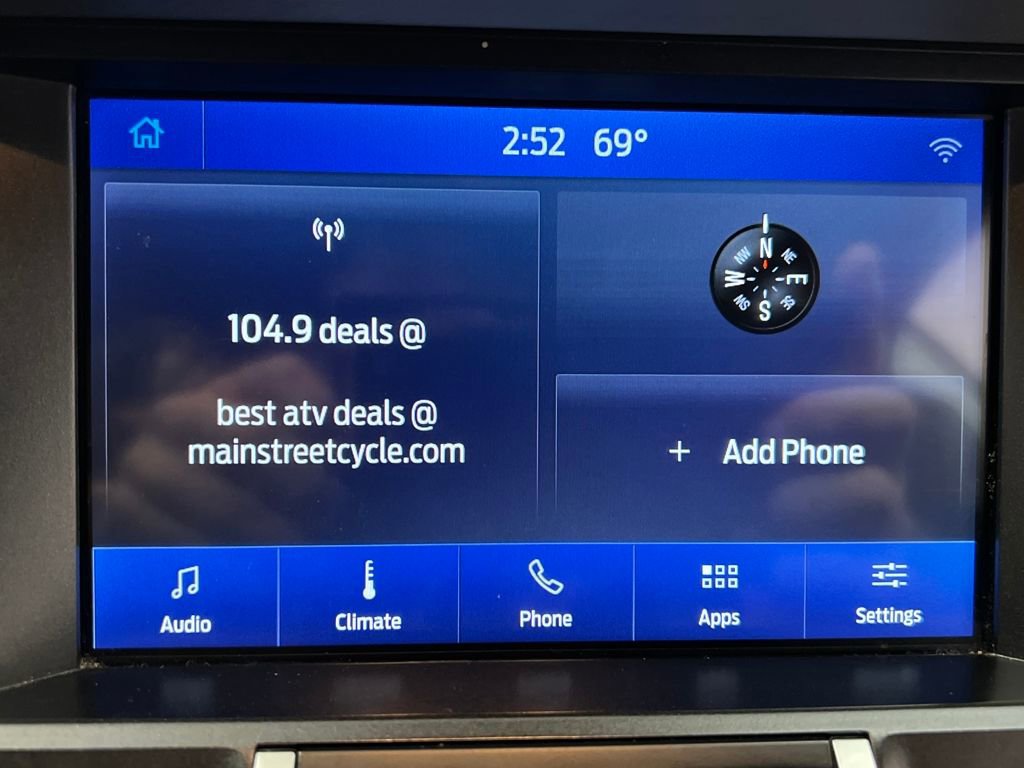 2:52 69°
104.9 deals @
best atv deals @
mainstreetcycle.com
N
NW NE
W E
SW SE
S
+ Add Phone
Audio Climate Phone Apps Settings